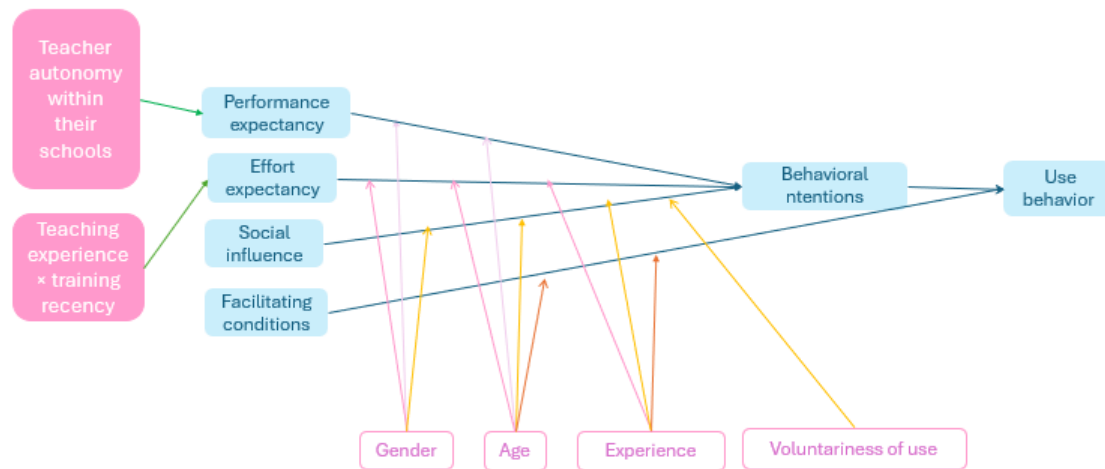 Teacher
autonomy
within
their
schools
Performance
expectancy
Effort
expectancy
Behavioral
ntentions
Use
behavior
Teaching
experience
× training
recency
Social
influence
Facilitating
conditions
Gender
Age
Experience
Voluntariness of use